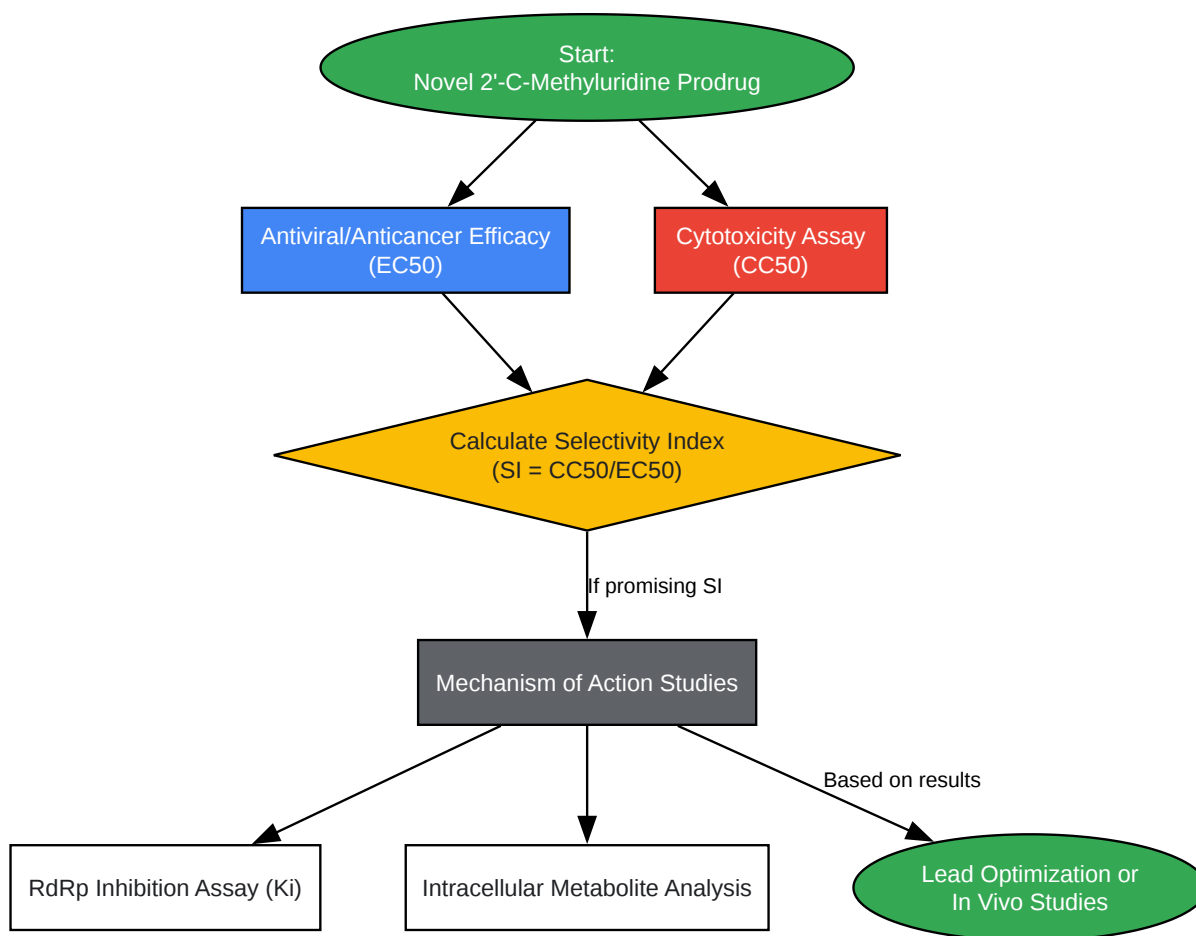 Start:
Novel 2'-C-Methyluridine Prodrug
Antiviral/Anticancer Efficacy
(EC50)
Cytotoxicity Assay
(CC50)
Calculate Selectivity Index
(SI = CC50/EC50)
If promising SI
Mechanism of Action Studies
Based on results
RdRp Inhibition Assay (Ki)
Intracellular Metabolite Analysis
Lead Optimization or
In Vivo Studies